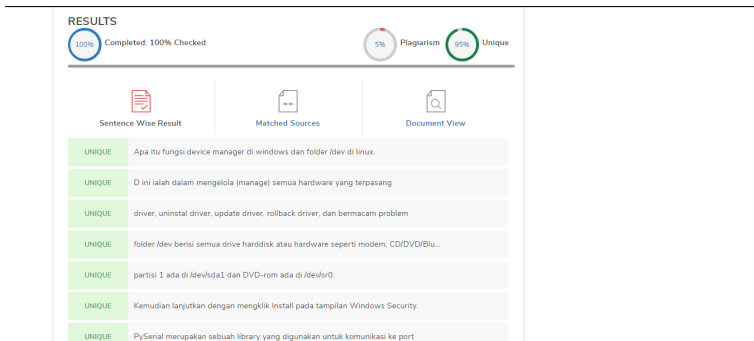 RESULTS
100% Completed: 100% Checked
5% Plagiarism 95% Unique
Sentence Wise Result
Matched Sources
Document View
UNIQUE Apa itu fungsi device manager di windows dan folder /dev di linux.
UNIQUE D ini ialah dalam mengelola (manage) semua hardware yang terpasang
UNIQUE driver, uninstal driver, update driver, rollback driver, dan bermacam problem
UNIQUE folder /dev berisi semua drive harddisk atau hardware seperti modem, CD/DVD/Blu...
UNIQUE partisi 1 ada di /dev/sda1 dan DVD-rom ada di /dev/sr0.
UNIQUE Kemudian lanjutkan dengan mengklik Install pada tampilan Windows Security.
UNIQUE PySerial merupakan sebuah library yang digunakan untuk komunikasi ke port